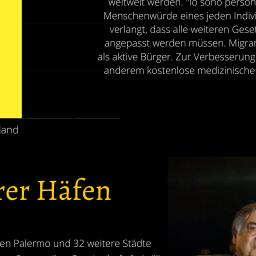 weltweit werden. "Io sono person
Menschenwürde eines jeden Indivi
verlangt, dass alle weiteren Geset
angepasst werden müssen. Migran
als aktive Bürger. Zur Verbesserung
anderem kostenlose medizinische
land
rer Häfen
en Palermo und 32 weitere Städte